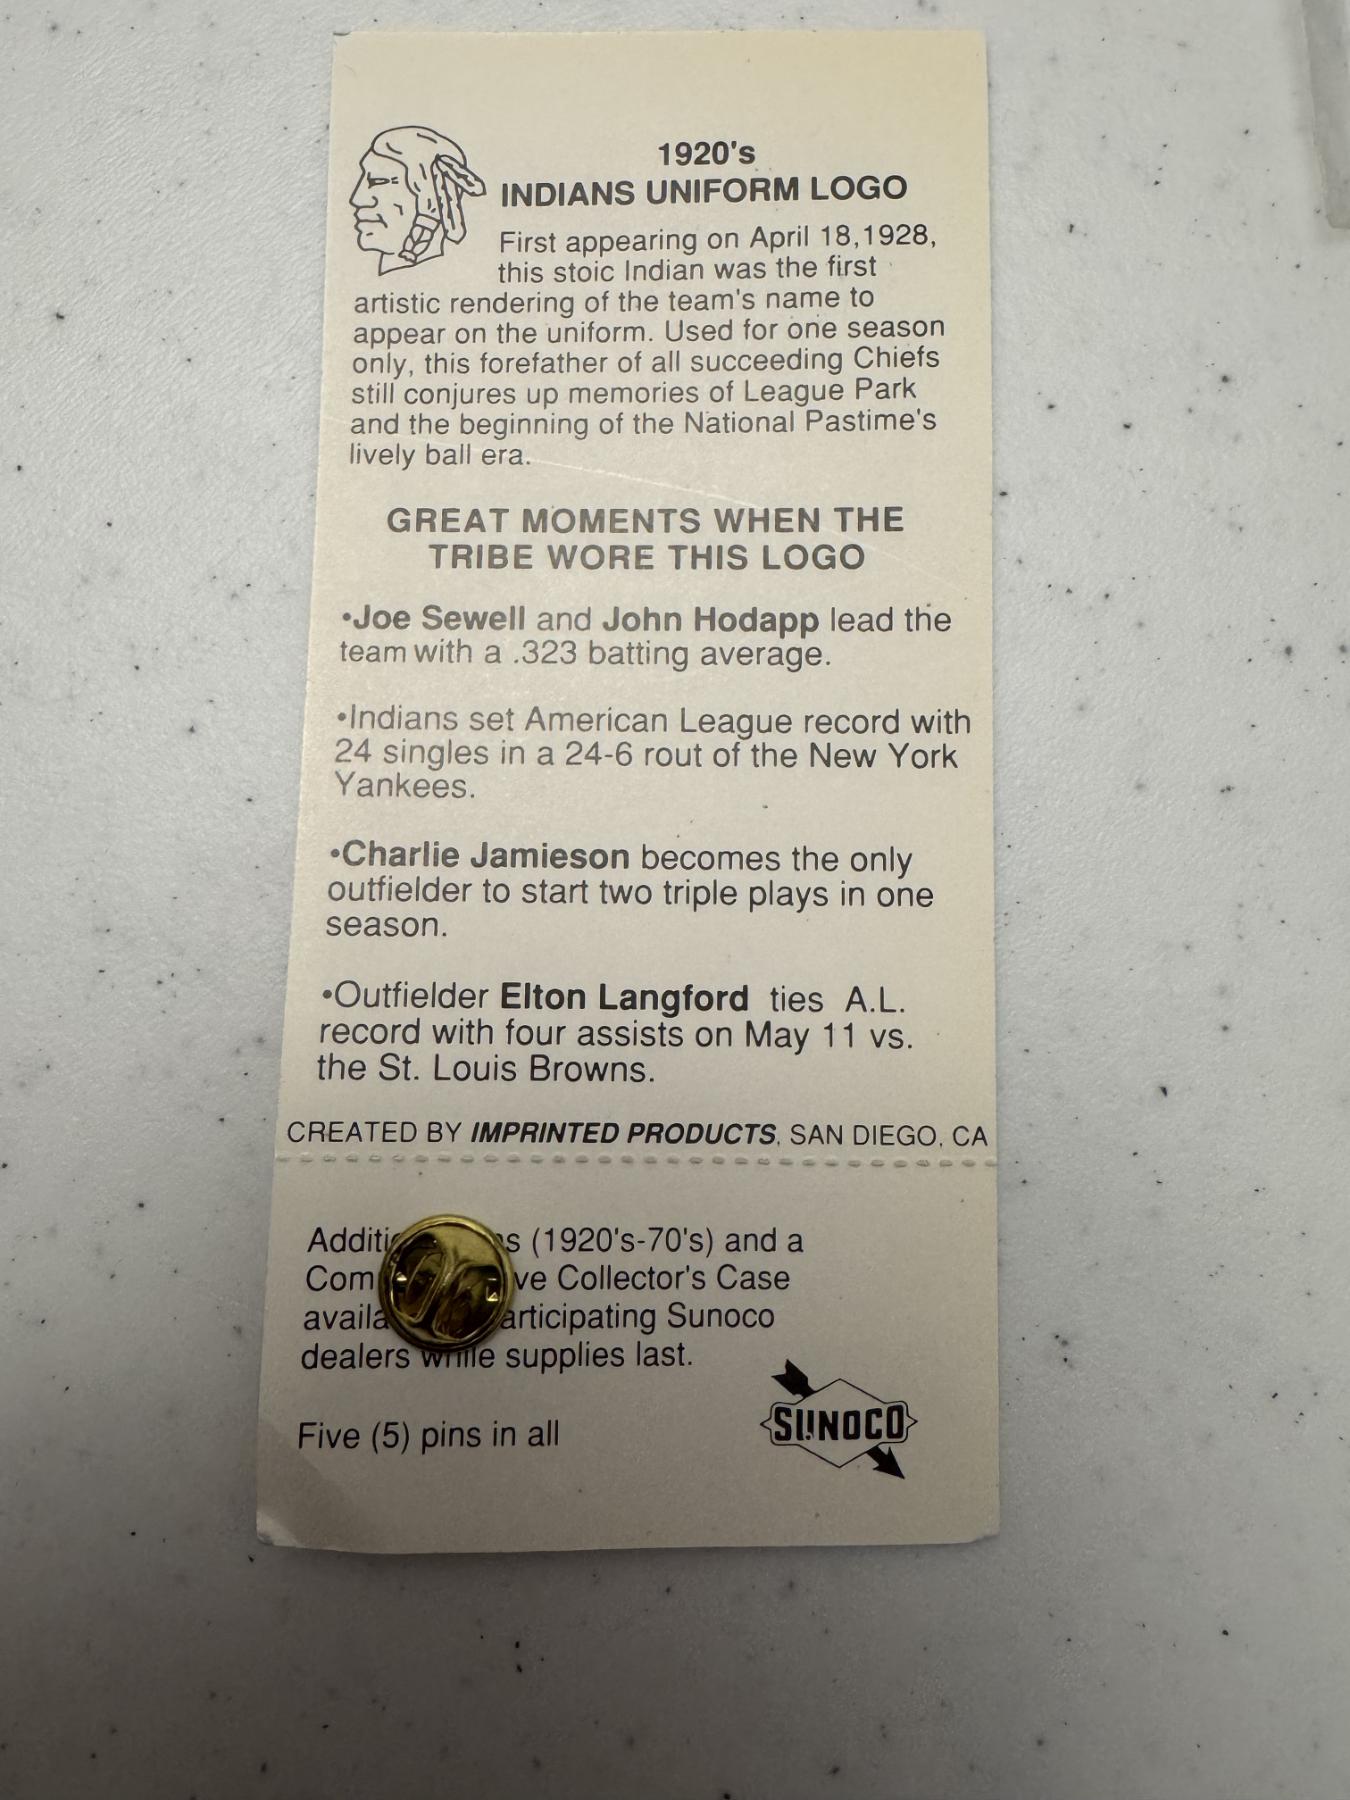 1920's
INDIANS UNIFORM LOGO
First appearing on April 18,1928,
this stoic Indian was the first
artistic rendering of the team's name to
appear on the uniform. Used for one season
only, this forefather of all succeeding Chiefs
still conjures up memories of League Park
and the beginning of the National Pastime's
lively ball era.
GREAT MOMENTS WHEN THE
TRIBE WORE THIS LOGO
•Joe Sewell and John Hodapp lead the
team with a .323 batting average.
•Indians set American League record with
24 singles in a 24-6 rout of the New York
Yankees.
•Charlie Jamieson becomes the only
outfielder to start two triple plays in one
season.
•Outfielder Elton Langford ties A.L.
record with four assists on May 11 vs.
the St. Louis Browns.
CREATED BY IMPRINTED PRODUCTS, SAN DIEGO, CA
(1920's-70's) and a
Collector's Case
Sunoco
dealers while supplies last.
Five (5) pins in all
SUNOCO